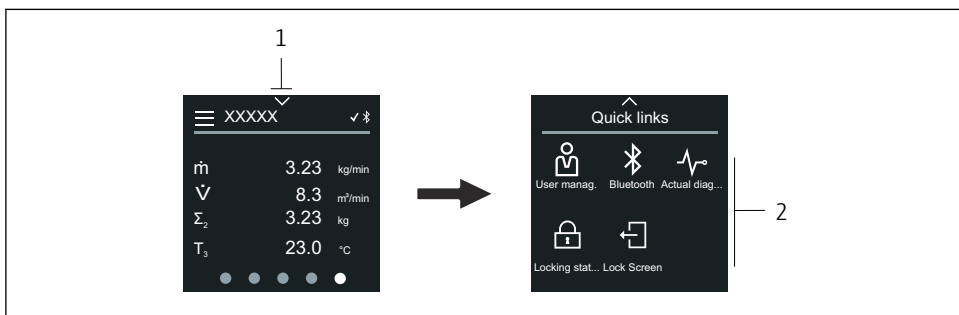 1
XXXXX
ṁ 3.23 kg/min
V̇ 8.3 m³/min
Σ₂ 3.23 kg
T₃ 23.0 °C
Quick links
User manag. Bluetooth Actual diag...
Locking stat... Lock Screen
2